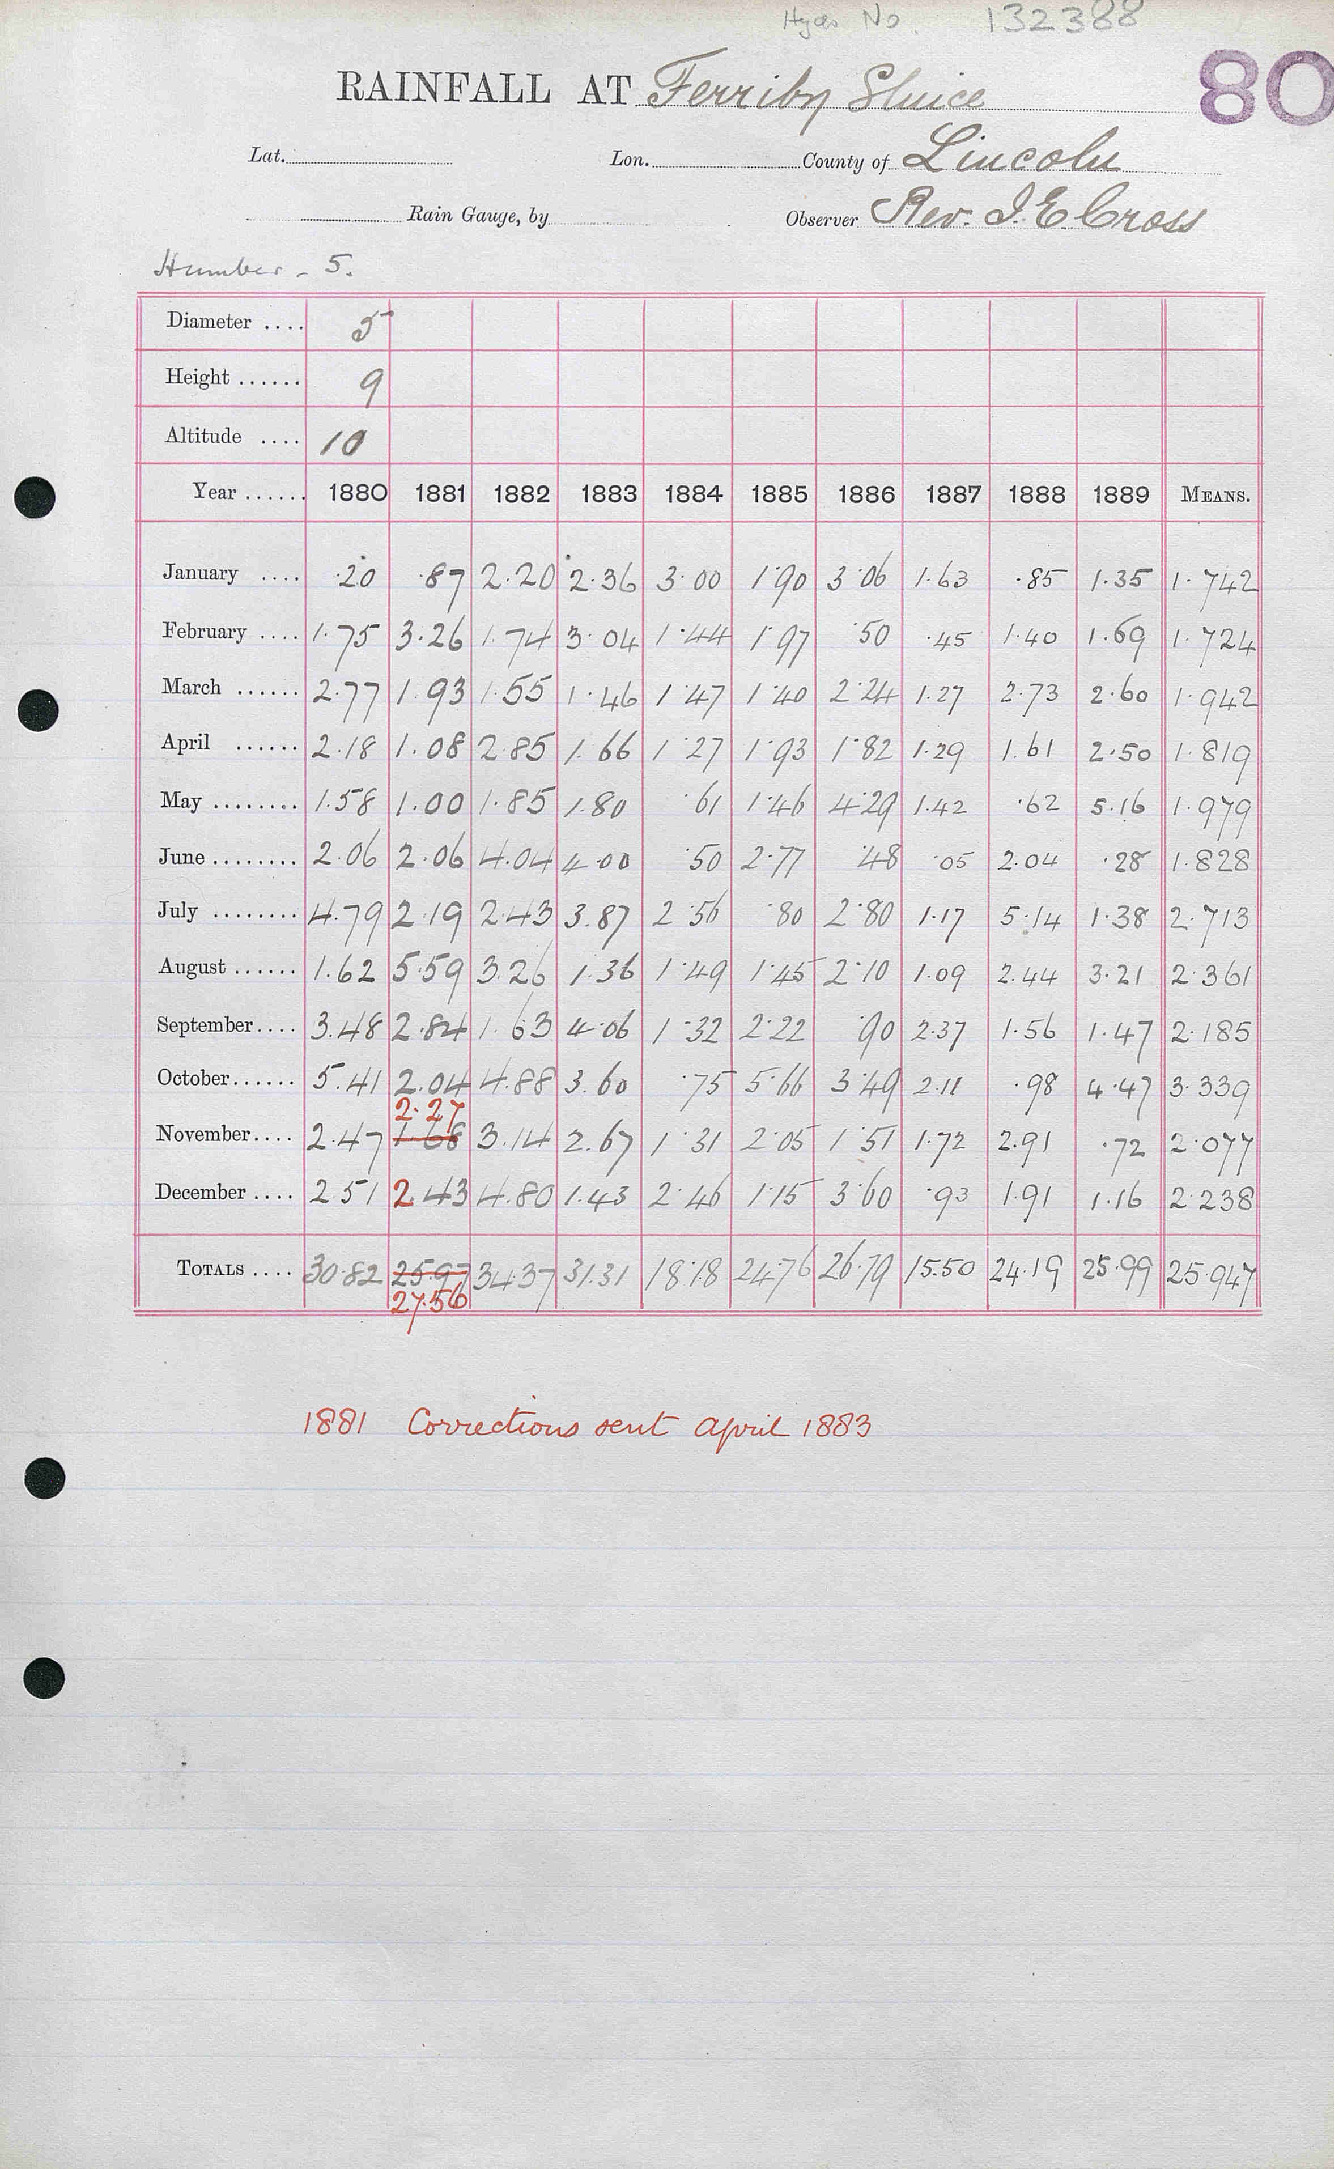 Hydro No. 132388
80
RAINFALL AT Ferriby Sluice
Lat. Lon. County of Lincoln
Rain Gauge, by Observer Rev. J. E. Cross
Humber - 5.
Diameter .... 5
Height ...... 9
Altitude .... 10
Year ...... 1880 1881 1882 1883 1884 1885 1886 1887 1888 1889 MEANS.
January .... .20 .87 2.20 2.36 3.00 1.90 3.06 1.63 .85 1.35 1.742
February .... 1.75 3.26 1.74 3.04 1.44 1.97 .50 .45 1.40 1.69 1.724
March ...... 2.77 1.93 1.55 1.46 1.47 1.40 2.24 1.27 2.73 2.60 1.942
April ...... 2.18 1.08 2.85 1.66 1.27 1.93 1.82 1.29 1.61 2.50 1.819
May ........ 1.58 1.00 1.85 1.80 .61 1.46 4.29 1.42 .62 5.16 1.979
June ........ 2.06 2.06 4.04 4.00 .50 2.77 .48 .05 2.04 .28 1.828
July ........ 4.79 2.19 2.43 3.87 2.56 .80 2.80 1.17 5.14 1.38 2.713
August ...... 1.62 5.59 3.26 1.36 1.49 1.45 2.10 1.09 2.44 3.21 2.361
September.... 3.48 2.84 1.63 4.06 1.32 2.22 .90 2.37 1.56 1.47 2.185
October...... 5.41 2.04 4.88 3.60 .75 5.66 3.49 2.11 .98 4.47 3.339
2.27
November.... 2.47 1.68 3.14 2.67 1.31 2.05 1.51 1.72 2.91 .72 2.077
December .... 2.51 2.43 4.80 1.43 2.46 1.15 3.60 .93 1.91 1.16 2.238
TOTALS .... 30.82 25.97 34.37 31.31 18.18 24.76 26.79 15.50 24.19 25.99 25.947
27.56
1881 Corrections sent April 1883